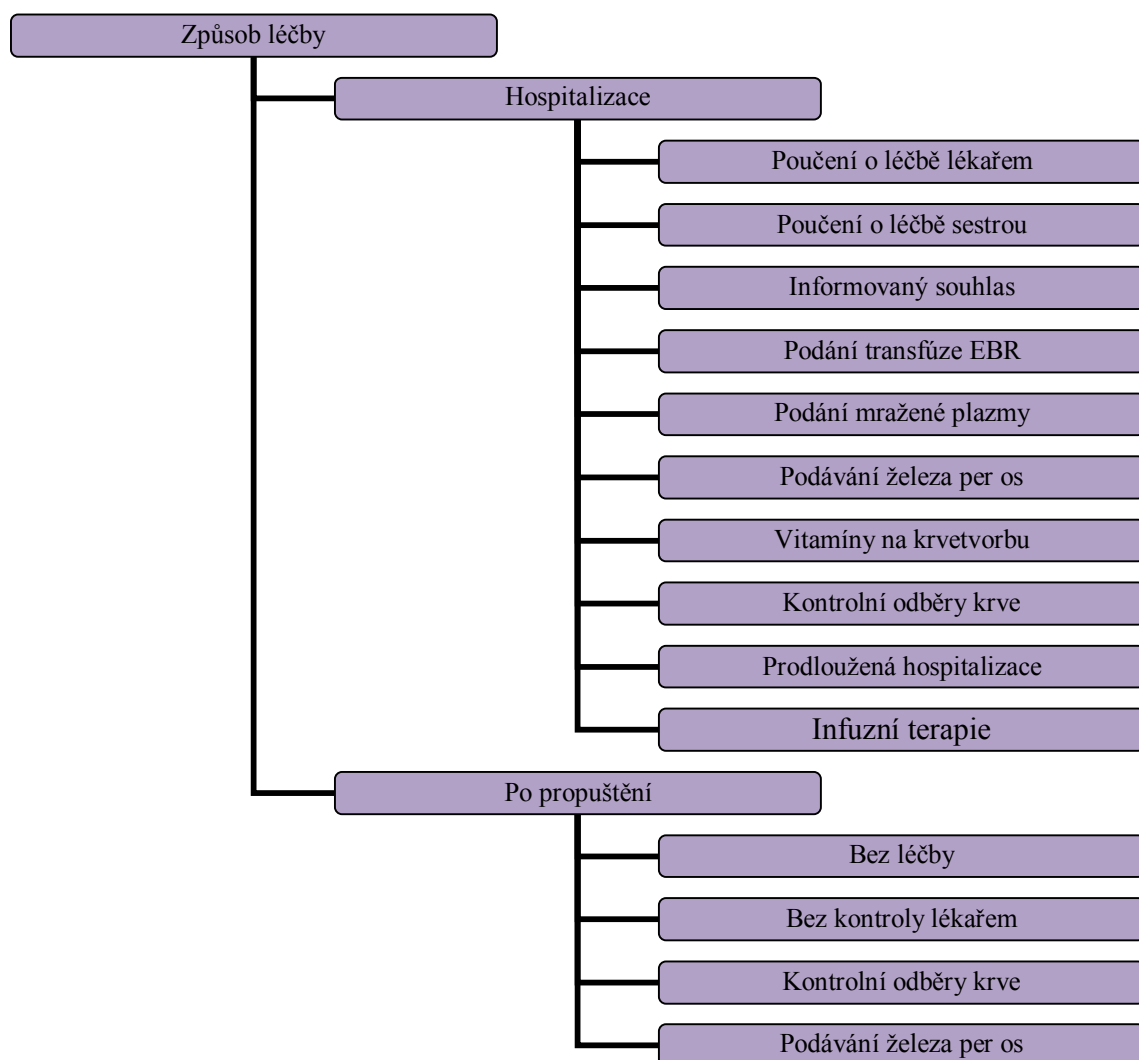 Způsob léčby
Hospitalizace
Poučení o léčbě lékařem
Poučení o léčbě sestrou
Informovaný souhlas
Podání transfúze EBR
Podání mražené plazmy
Podávání železa per os
Vitamíny na krvetvorbu
Kontrolní odběry krve
Prodloužená hospitalizace
Infuzní terapie
Po propuštění
Bez léčby
Bez kontroly lékařem
Kontrolní odběry krve
Podávání železa per os